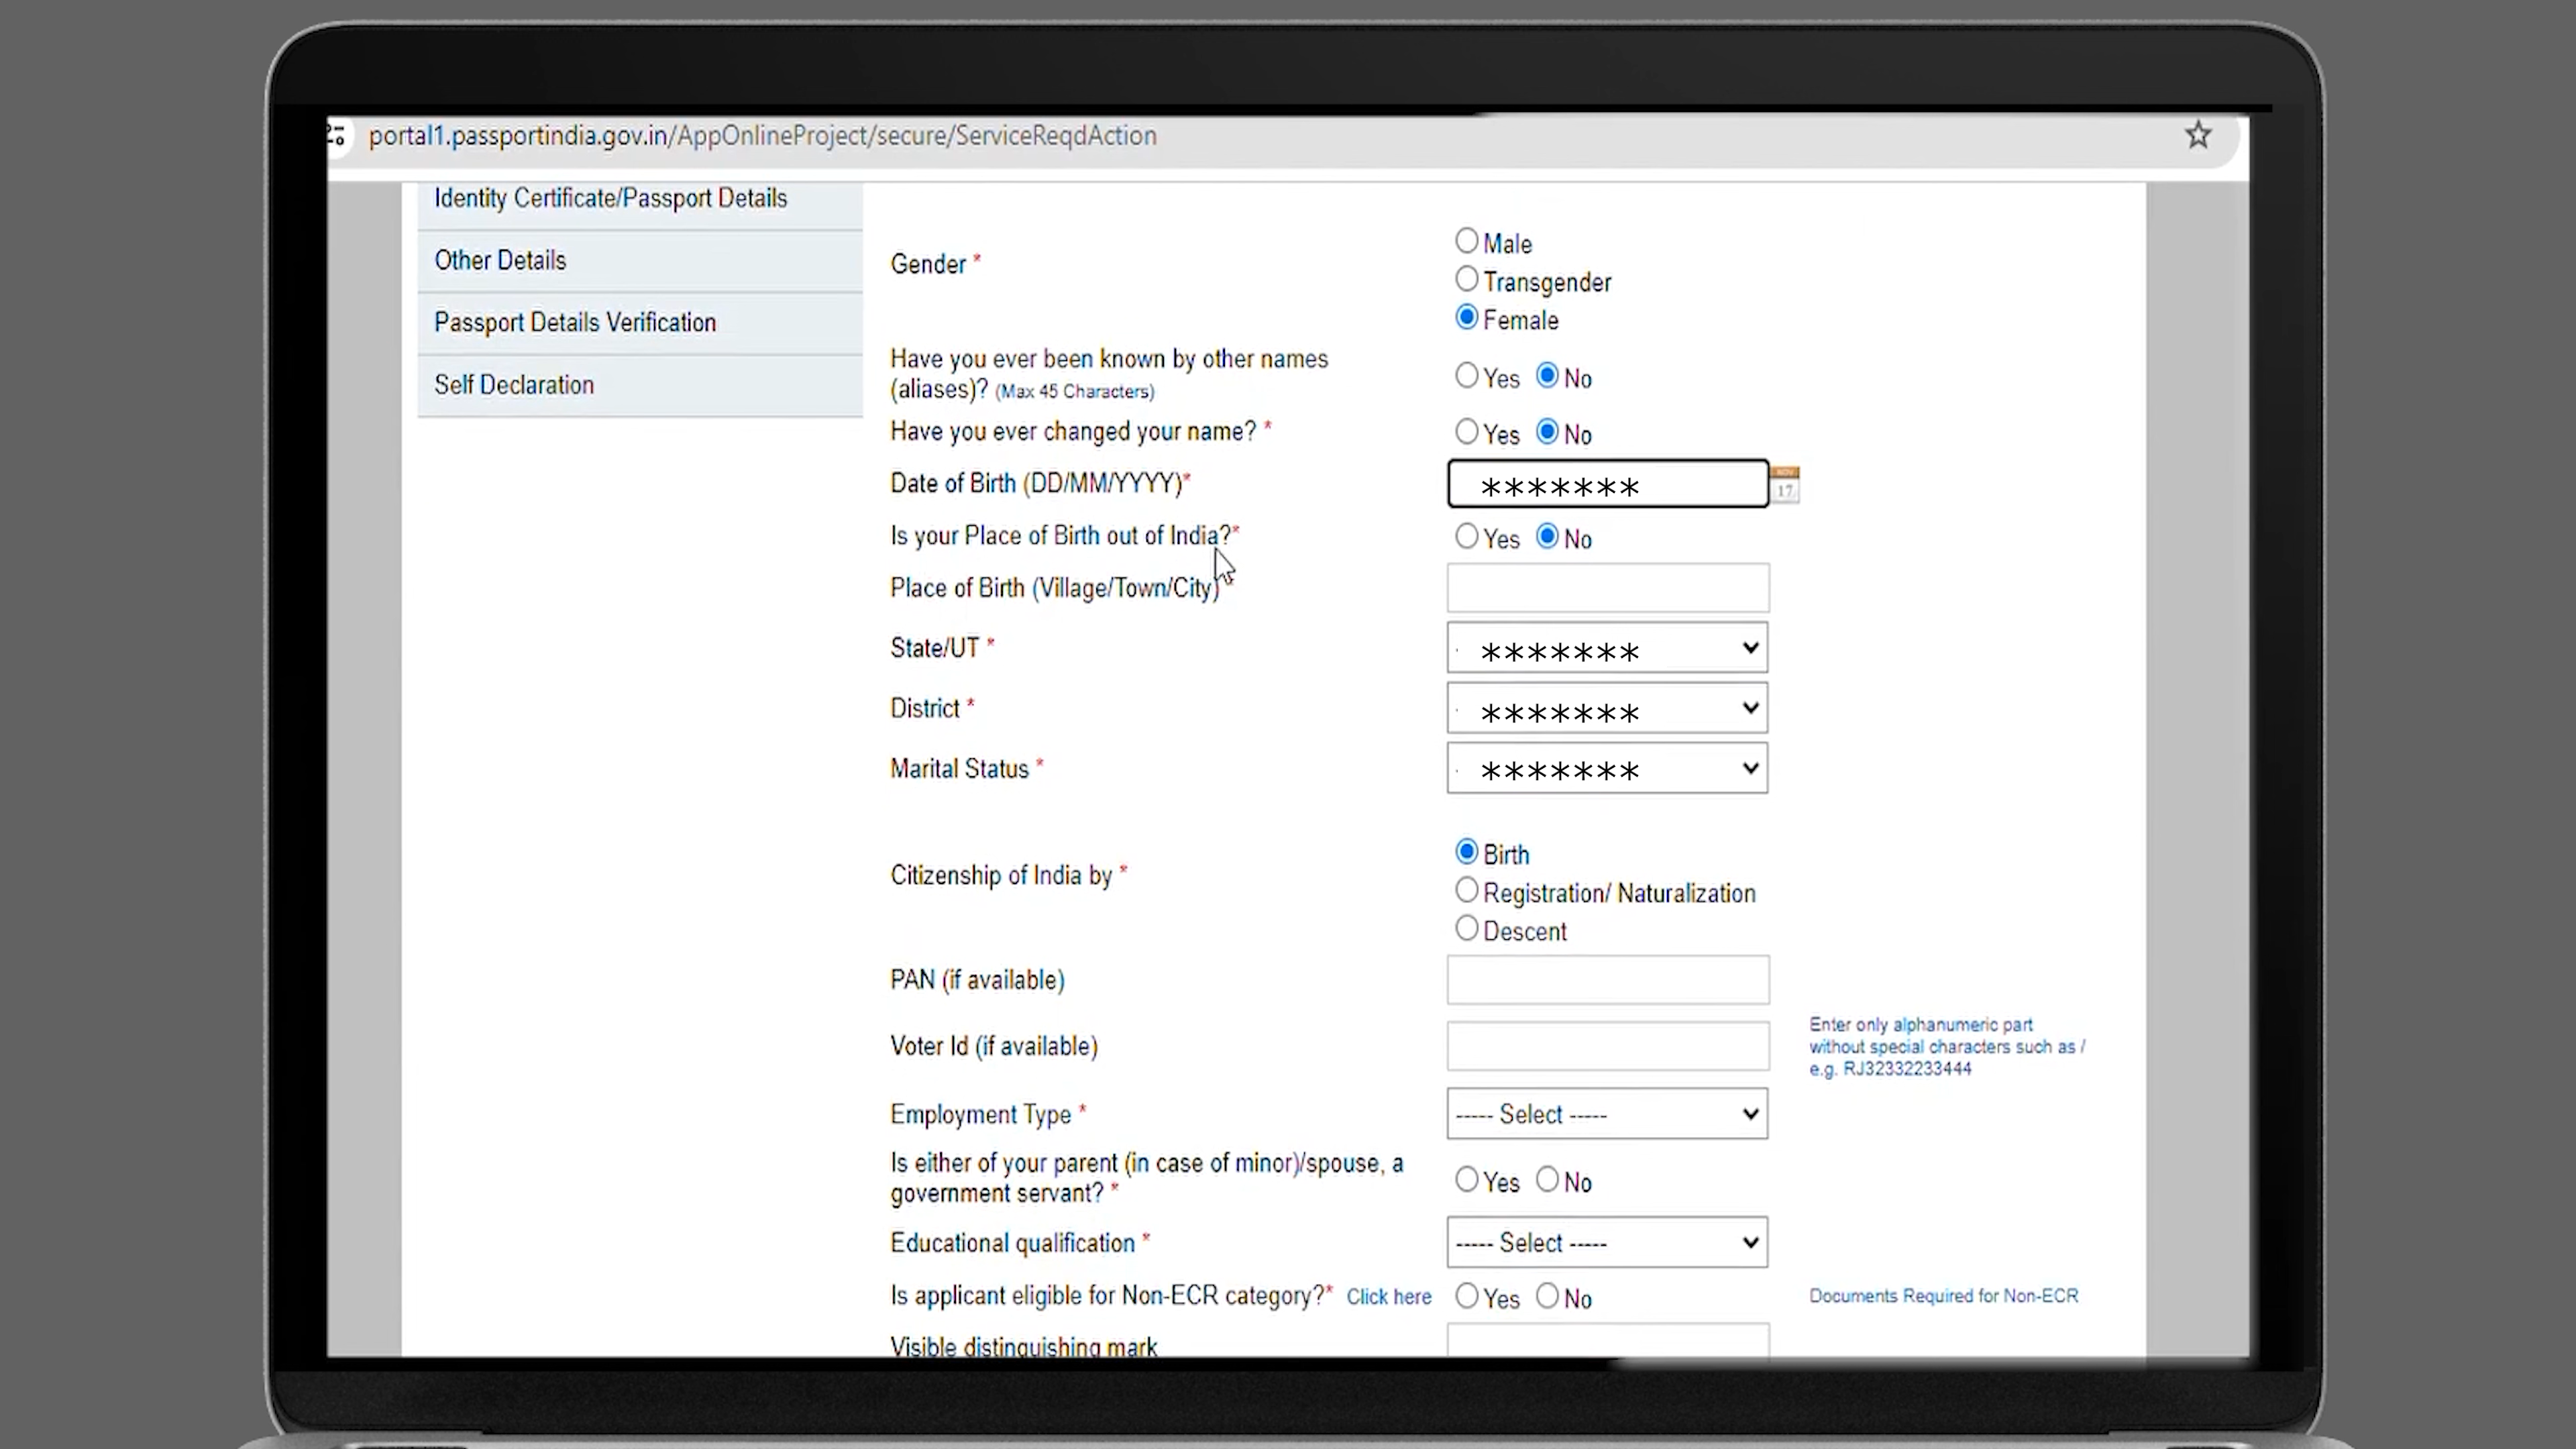 portal1.passportindia.gov.in/AppOnlineProject/secure/ServiceReqdAction
Identity Certificate/Passport Details
Other Details
Passport Details Verification
Self Declaration
Gender *
Male
Transgender
Female
Have you ever been known by other names
(aliases)? (Max 45 Characters)
Yes No
Have you ever changed your name? *
Yes No
Date of Birth (DD/MM/YYYY)*
*******
NOV
17
Is your Place of Birth out of India?*
Yes No
Place of Birth (Village/Town/City)*
State/UT *
*******
District *
*******
Marital Status *
*******
Citizenship of India by *
Birth
Registration/ Naturalization
Descent
PAN (if available)
Voter Id (if available)
Enter only alphanumeric part
without special characters such as /
e.g. RJ32332233444
Employment Type *
----- Select -----
Is either of your parent (in case of minor)/spouse, a
government servant? *
Yes No
Educational qualification *
----- Select -----
Is applicant eligible for Non-ECR category?* Click here
Yes No
Documents Required for Non-ECR
Visible distinguishing mark